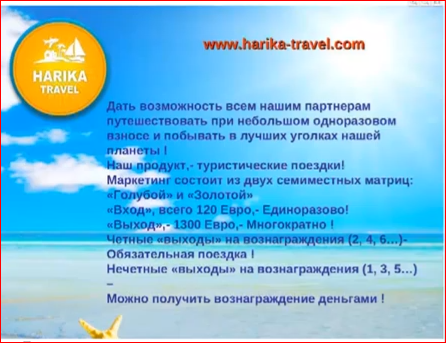 www.harika-travel.com
HARIKA
TRAVEL
Дать возможность всем нашим партнерам
путешествовать при небольшом одноразовом
взносе и побывать в лучших уголках нашей
планеты !
Наш продукт,- туристические поездки!
Маркетинг состоит из двух семиместных матриц:
«Голубой» и «Золотой»
«Вход», всего 120 Евро,- Единоразово!
«Выход»,- 1300 Евро,- Многократно !
Четные «выходы» на вознаграждения (2, 4, 6…)-
Обязательная поездка !
Нечетные «выходы» на вознаграждения (1, 3, 5…)
–
Можно получить вознаграждение деньгами !